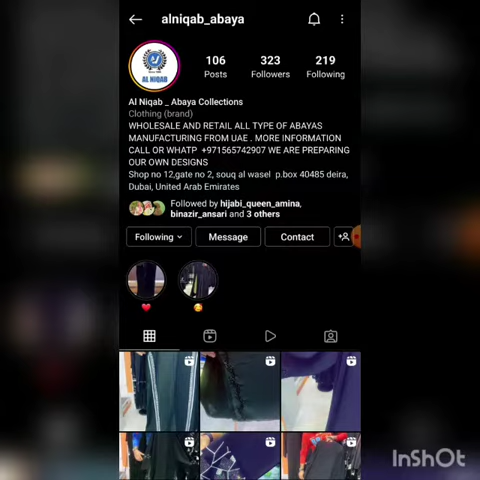 alniqab_abaya
AL NIQAB
106
323
219
Posts
Followers
Following
Al Niqab _ Abaya Collections
Clothing (brand)
WHOLESALE AND RETAIL ALL TYPE OF ABAYAS
MANUFACTURING FROM UAE . MORE INFORMATION
CALL OR WHATP +971565742907 WE ARE PREPARING
OUR OWN DESIGNS
Shop no 12,gate no 2, souq al wasel p.box 40485 deira,
Dubai, United Arab Emirates
Followed by hijabi_queen_amina,
binazir_ansari and 3 others
Following
Message
Contact
InShOt